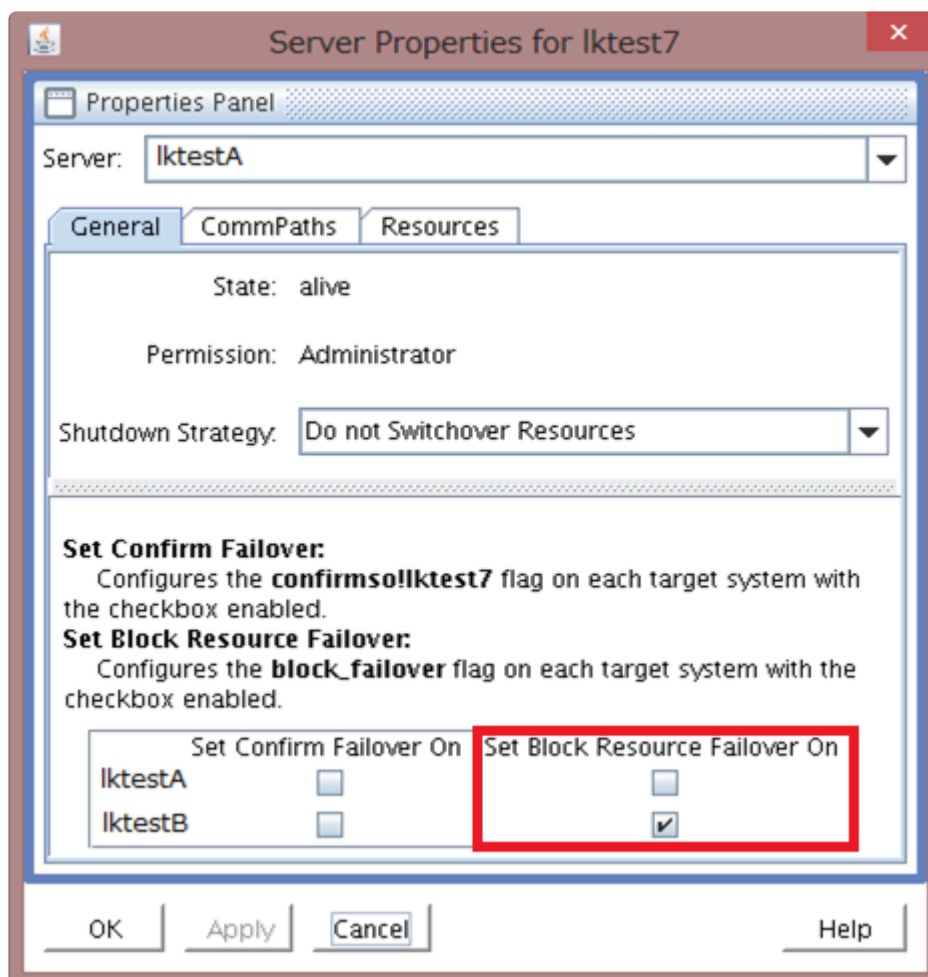 Server Properties for lktest7
Properties Panel
Server: lktestA
General CommPaths Resources
State: alive
Permission: Administrator
Shutdown Strategy: Do not Switchover Resources
Set Confirm Failover:
Configures the confirmso!lktest7 flag on each target system with
the checkbox enabled.
Set Block Resource Failover:
Configures the block_failover flag on each target system with the
checkbox enabled.
Set Confirm Failover On Set Block Resource Failover On
lktestA
lktestB
OK Apply Cancel Help